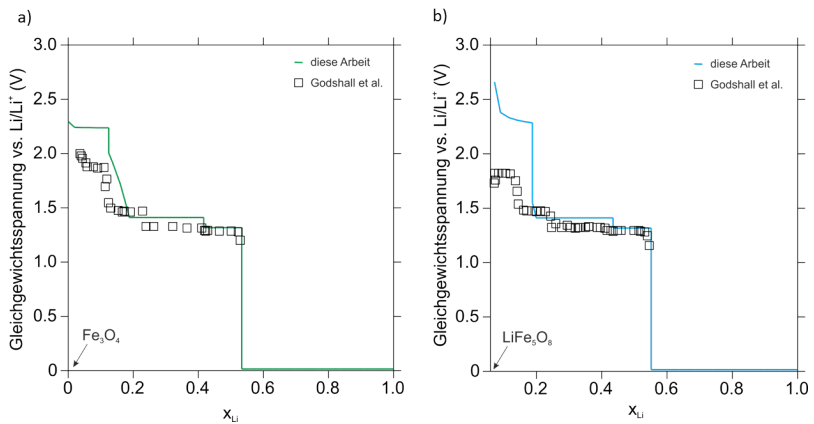 a)
3.0
2.5
2.0
1.5
1.0
0.5
0
Gleichgewichtsspannung vs. Li/Li⁺ (V)
diese Arbeit
Godshall et al.
Fe₃O₄
0 0.2 0.4 0.6 0.8 1.0
x_Li
b)
3.0
2.5
2.0
1.5
1.0
0.5
0
Gleichgewichtsspannung vs. Li/Li⁺ (V)
diese Arbeit
Godshall et al.
LiFe₅O₈
0.2 0.4 0.6 0.8 1.0
x_Li